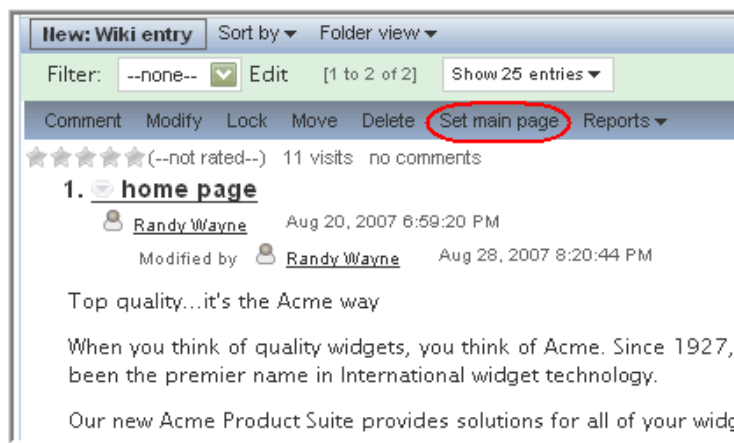 New: Wiki entry Sort by Folder view
Filter: --none-- Edit [1 to 2 of 2] Show 25 entries
Comment Modify Lock Move Delete Set main page Reports
(--not rated--) 11 visits no comments
1. home page
Randy Wayne Aug 20, 2007 6:59:20 PM
Modified by Randy Wayne Aug 28, 2007 8:20:44 PM
Top quality...it's the Acme way
When you think of quality widgets, you think of Acme. Since 1927,
been the premier name in International widget technology.
Our new Acme Product Suite provides solutions for all of your widg